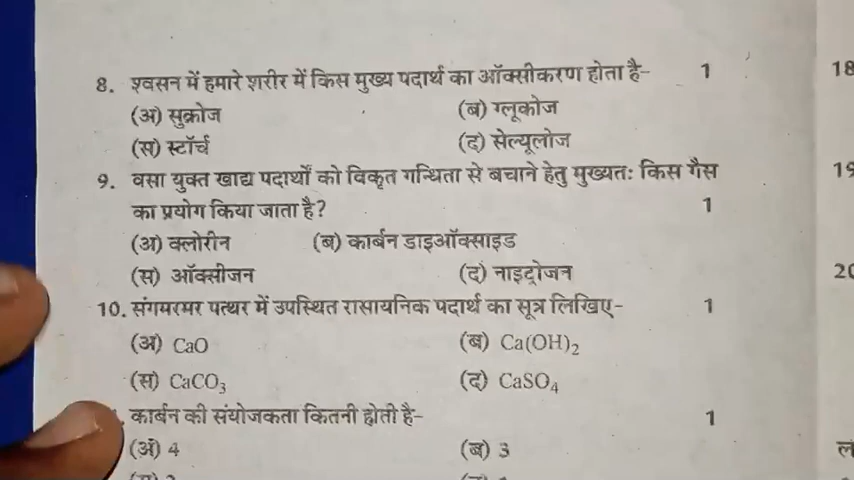 8. श्वसन में हमारे शरीर में किस मुख्य पदार्थ का ऑक्सीकरण होता है- 1
(अ) सुक्रोज (ब) ग्लूकोज
(स) स्टॉर्च (द) सेल्यूलोज
9. वसा युक्त खाद्य पदार्थों को विकृत गन्धिता से बचाने हेतु मुख्यतः किस गैस
का प्रयोग किया जाता है? 1
(अ) क्लोरीन (ब) कार्बन डाइऑक्साइड
(स) ऑक्सीजन (द) नाइट्रोजन
10. संगमरमर पत्थर में उपस्थित रासायनिक पदार्थ का सूत्र लिखिए- 1
(अ) CaO (ब) Ca(OH)₂
(स) CaCO₃ (द) CaSO₄
कार्बन की संयोजकता कितनी होती है- 1
(अ) 4 (ब) 3
18
19
20